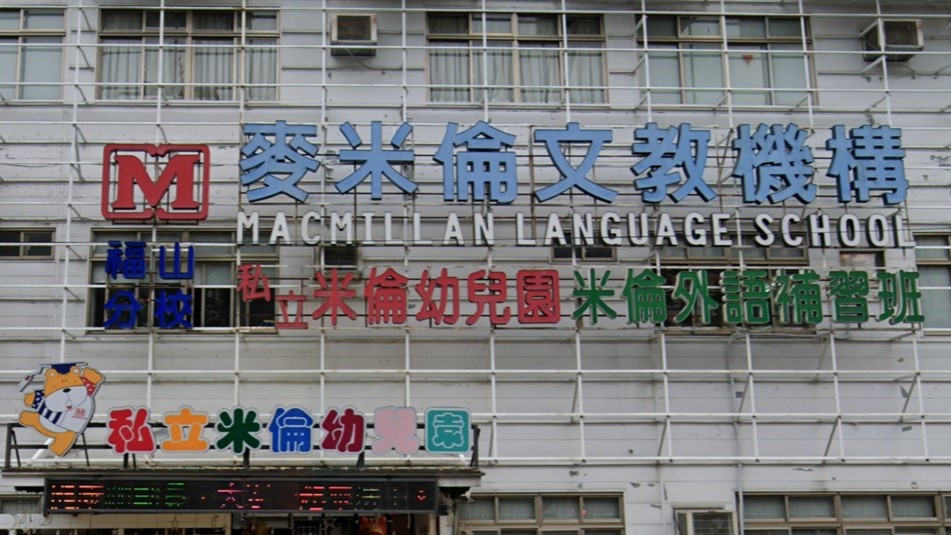 M
麥米倫文教機構
MACMILLAN LANGUAGE SCHOOL
福山
分校
私立米倫幼兒園 米倫外語補習班
私立米倫幼兒園